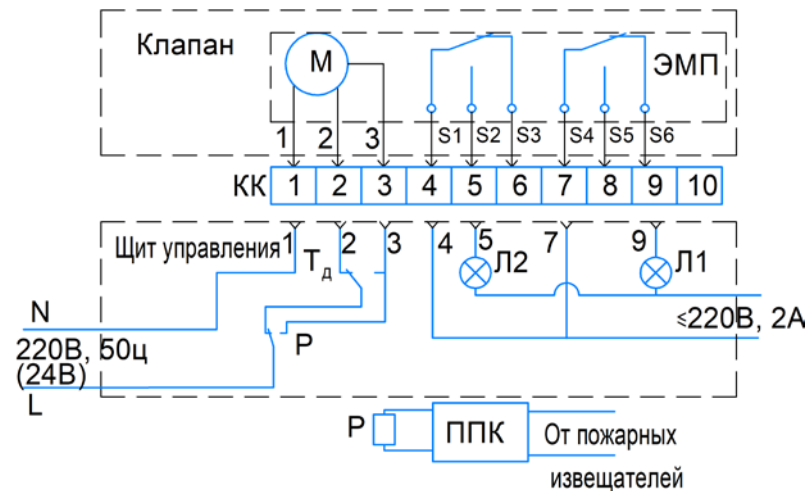 Клапан
М
ЭМП
1 2 3 S1 S2 S3 S4 S5 S6
КК 1 2 3 4 5 6 7 8 9 10
Щит управления 1 2 3 4 5 7 9
Тд
Л2 Л1
N
Р
≤220В, 2А
220В, 50ц
(24В)
L
Р ППК От пожарных
извещателей